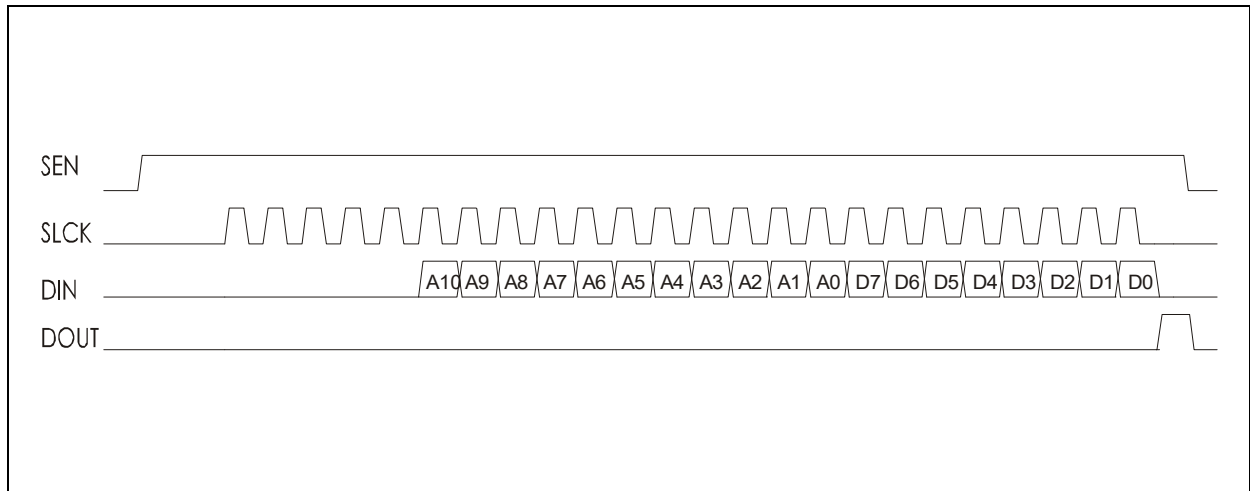 SEN
SLCK
DIN A10 A9 A8 A7 A6 A5 A4 A3 A2 A1 A0 D7 D6 D5 D4 D3 D2 D1 D0
DOUT